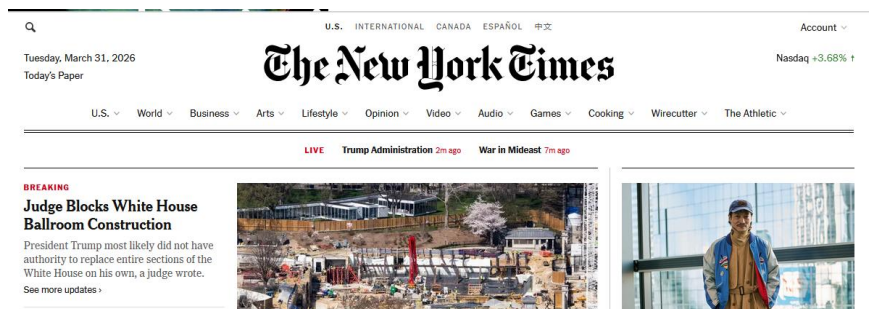 U.S. INTERNATIONAL CANADA ESPAÑOL 中文
Account
Tuesday, March 31, 2026
Today's Paper
The New York Times
Nasdaq +3.68% ↑
U.S. World Business Arts Lifestyle Opinion Video Audio Games Cooking Wirecutter The Athletic
LIVE Trump Administration 2m ago War in Mideast 7m ago
BREAKING
Judge Blocks White House
Ballroom Construction
President Trump most likely did not have
authority to replace entire sections of the
White House on his own, a judge wrote.
See more updates ›